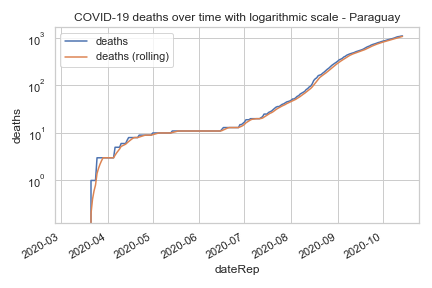 COVID-19 deaths over time with logarithmic scale - Paraguay
deaths
deaths (rolling)
10³
10²
10¹
10⁰
deaths
2020-03
2020-04
2020-05
2020-06
2020-07
2020-08
2020-09
2020-10
dateRep